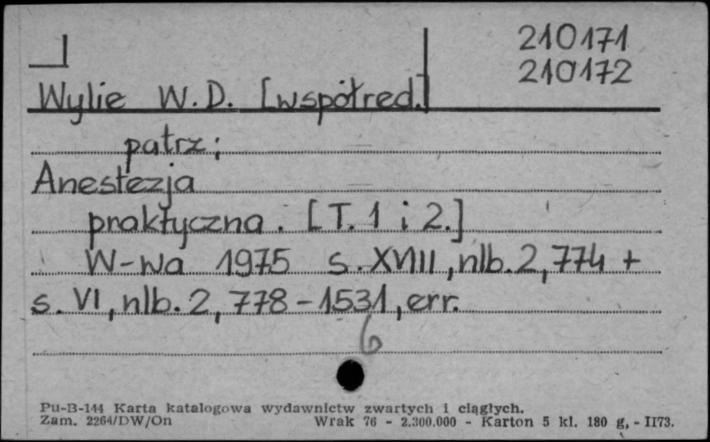 210171
210172
Wylie W.D. [współred.]
patrz;
Anestezja
praktyczna. [T. 1 i 2.]
W-wa 1975 s. XVIII, nlb. 2, 774 +
s. VI, nlb. 2, 778-1531, err.
6
Pu-B-144 Karta katalogowa wydawnictw zwartych i ciągłych.
Zam. 2264/DW/On Wrak 76 - 2.300.000 - Karton 5 kl. 180 g, - II73.